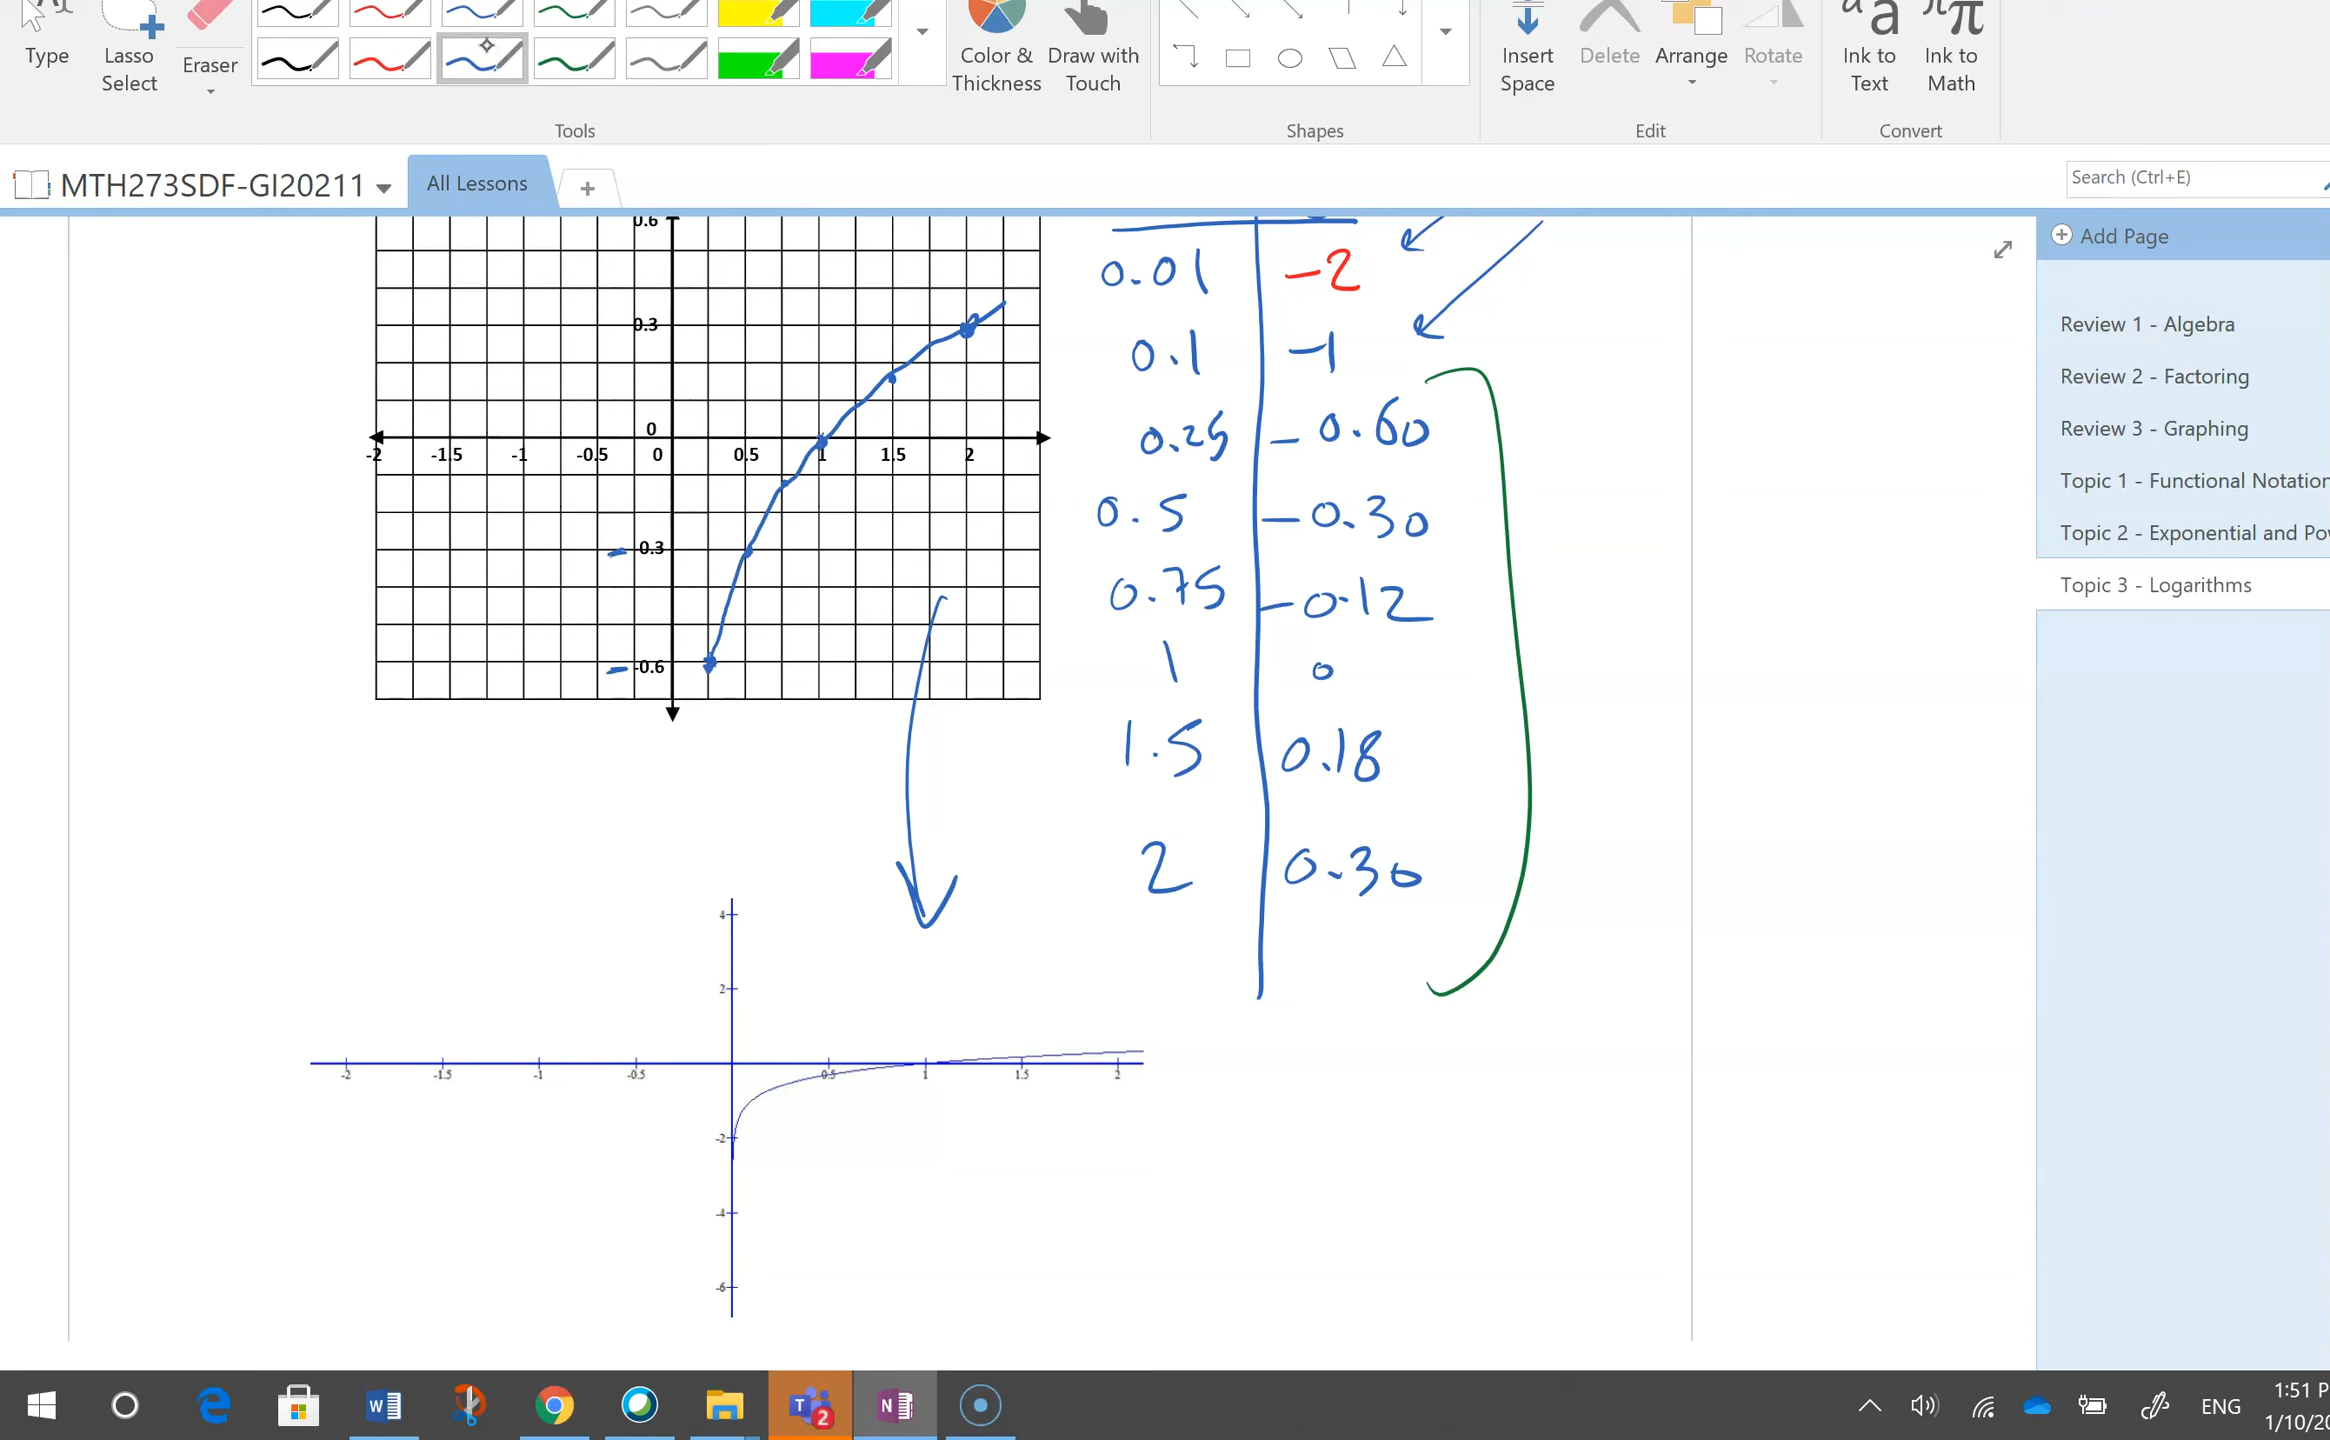 Type
Lasso Select
Eraser
Color & Thickness
Draw with Touch
Insert Space
Delete
Arrange
Rotate
Ink to Text
Ink to Math
Tools
Shapes
Edit
Convert
MTH273SDF-GI20211
All Lessons
+
Search (Ctrl+E)
Add Page
Review 1 - Algebra
Review 2 - Factoring
Review 3 - Graphing
Topic 1 - Functional Notation
Topic 2 - Exponential and Po
Topic 3 - Logarithms
0.6
0.3
0
-2 -1.5 -1 -0.5 0 0.5 1 1.5 2
- 0.3
- -0.6
0.01 -2
0.1 -1
0.25 -0.60
0.5 -0.30
0.75 -0.12
1 0
1.5 0.18
2 0.30
4
2
-2 -1.5 -1 -0.5 0.5 1 1.5 2
-2
-4
-6
2
ENG
1:51 P
1/10/20